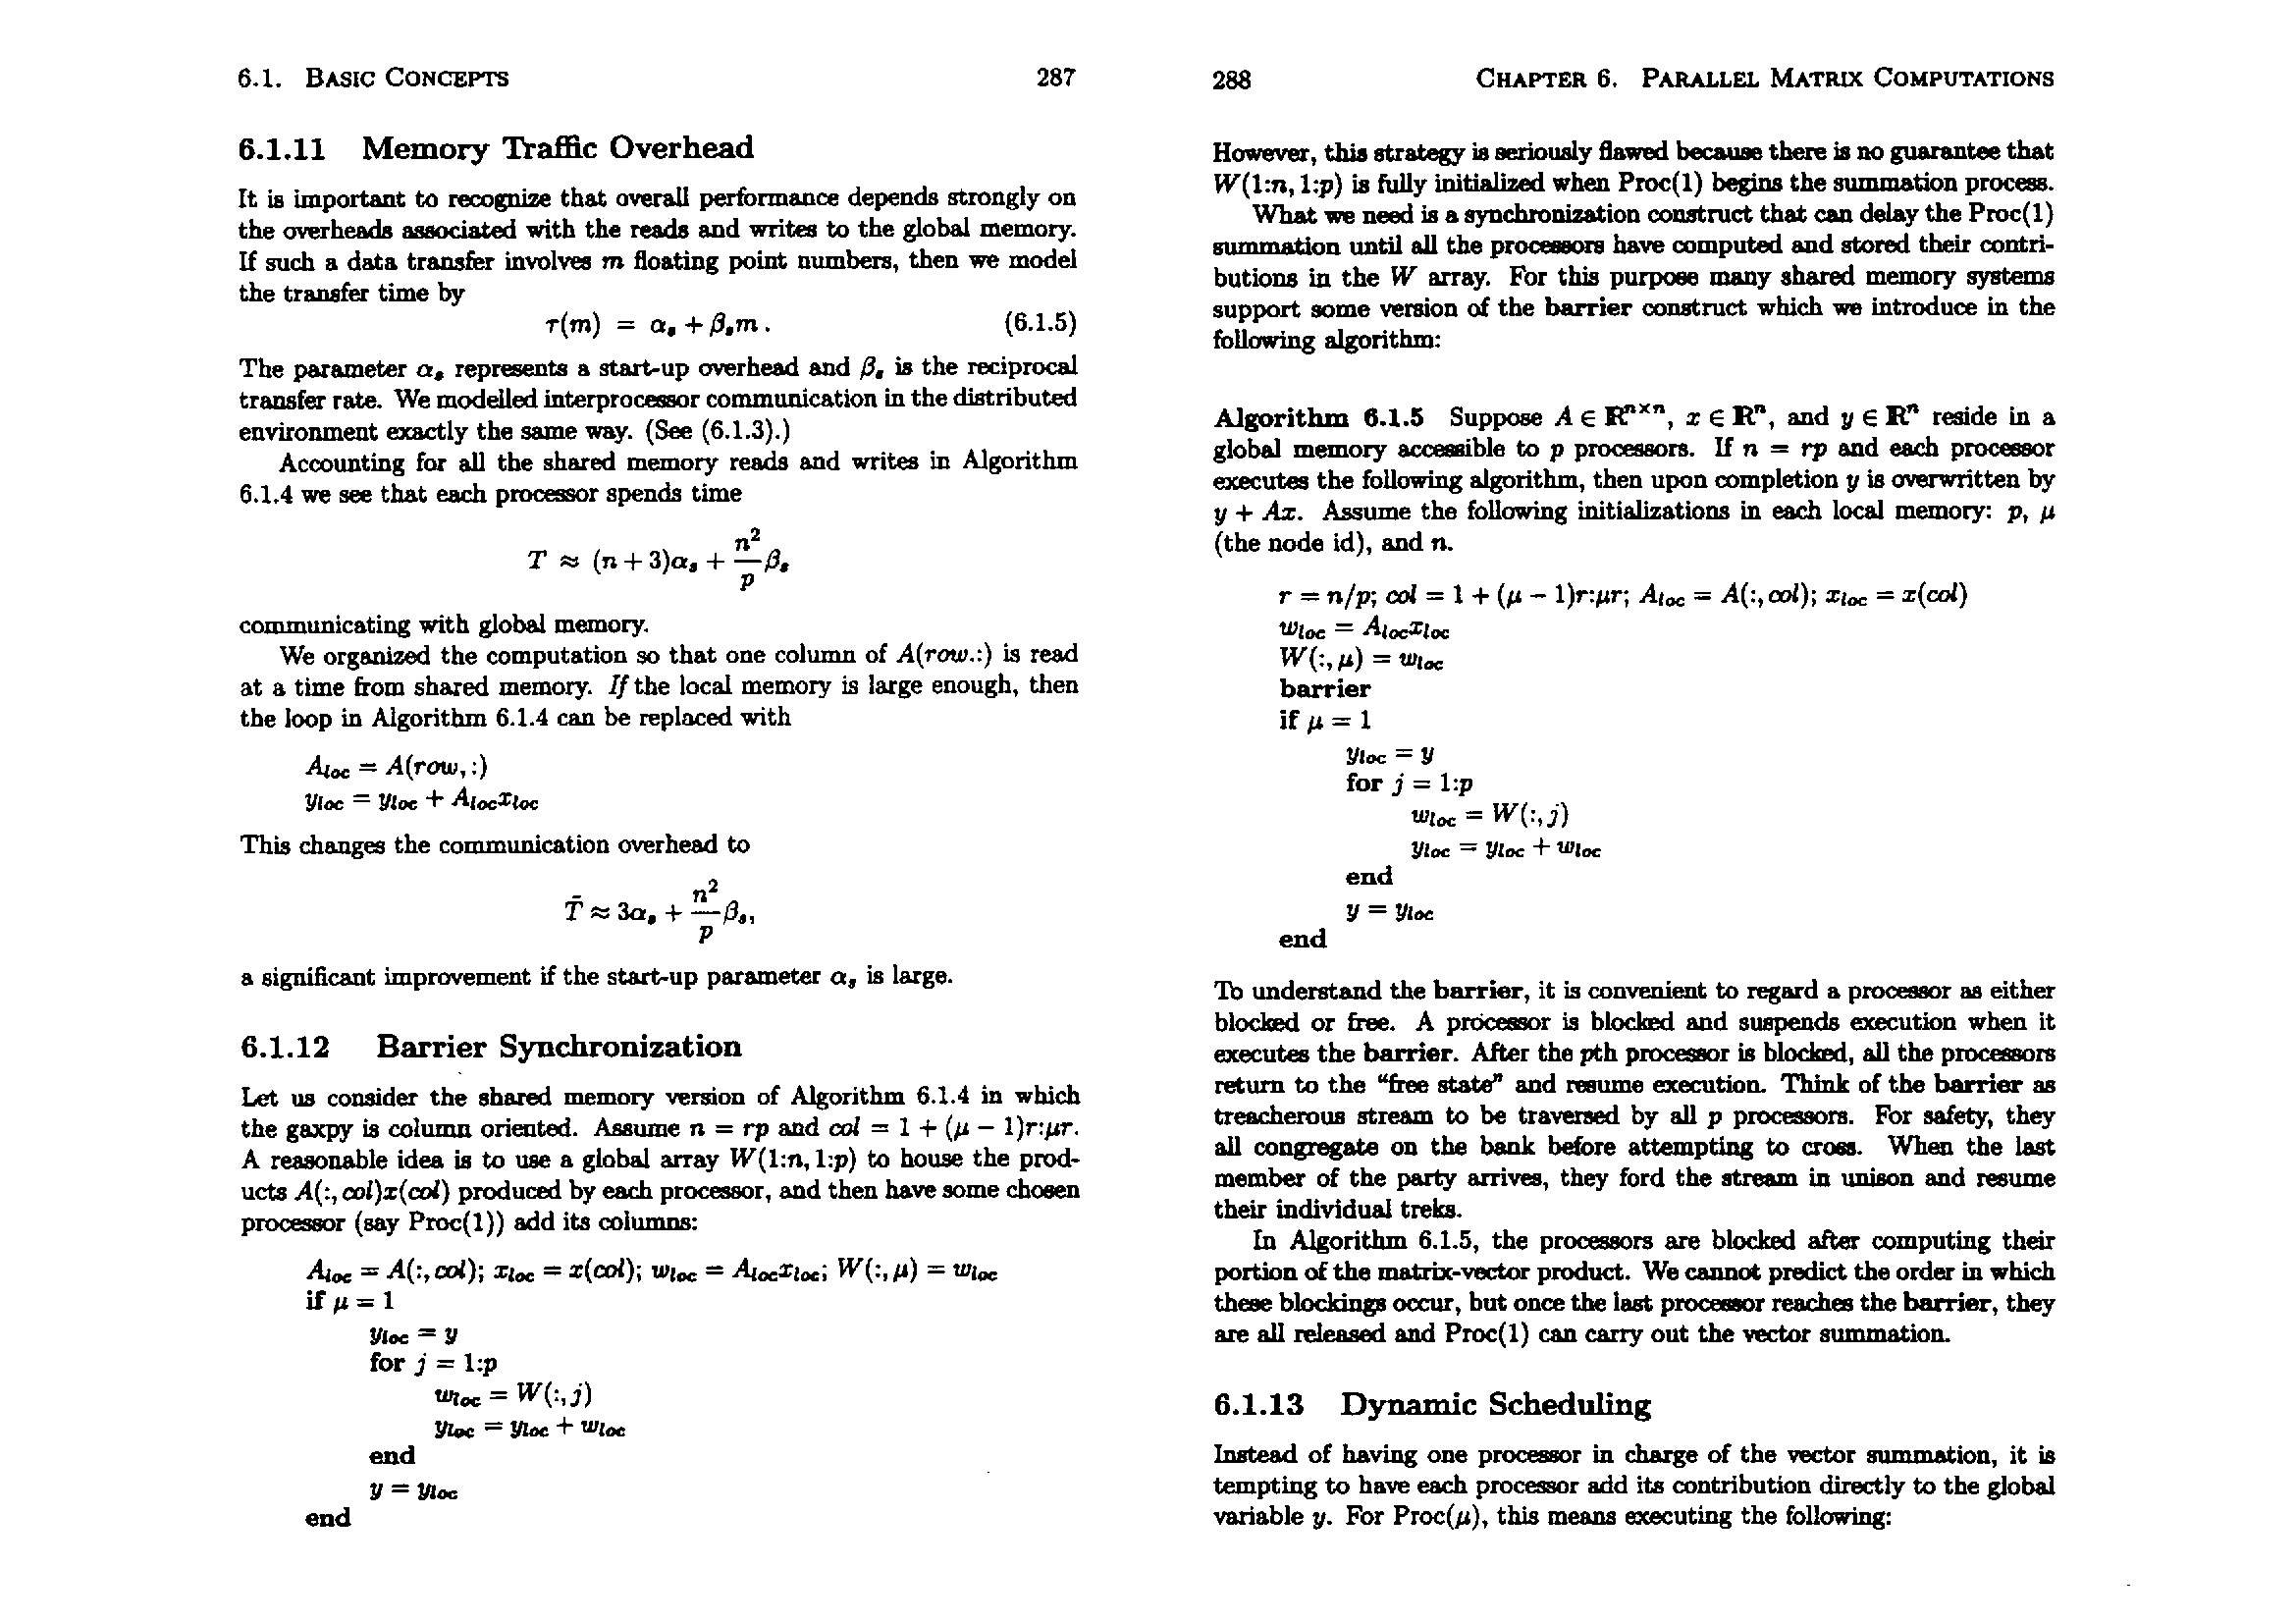 6.1. BASIC CONCEPTS 287
6.1.11 Memory Traffic Overhead
It is important to recognize that overall performance depends strongly on
the overheads associated with the reads and writes to the global memory.
If such a data transfer involves m floating point numbers, then we model
the transfer time by
τ(m) = αₛ + βₛm . (6.1.5)
The parameter αₛ represents a start-up overhead and βₛ is the reciprocal
transfer rate. We modelled interprocessor communication in the distributed
environment exactly the same way. (See (6.1.3).)
Accounting for all the shared memory reads and writes in Algorithm
6.1.4 we see that each processor spends time
T ≈ (n + 3)αₛ + n²/p βₛ
communicating with global memory.
We organized the computation so that one column of A(row.:) is read
at a time from shared memory. If the local memory is large enough, then
the loop in Algorithm 6.1.4 can be replaced with
A_loc = A(row, :)
y_loc = y_loc + A_loc x_loc
This changes the communication overhead to
T̄ ≈ 3αₛ + n²/p βₛ,
a significant improvement if the start-up parameter αₛ is large.
6.1.12 Barrier Synchronization
Let us consider the shared memory version of Algorithm 6.1.4 in which
the gaxpy is column oriented. Assume n = rp and col = 1 + (μ − 1)r:μr.
A reasonable idea is to use a global array W(1:n, 1:p) to house the prod-
ucts A(:, col)x(col) produced by each processor, and then have some chosen
processor (say Proc(1)) add its columns:
A_loc = A(:, col); x_loc = x(col); w_loc = A_loc x_loc; W(:, μ) = w_loc
if μ = 1
y_loc = y
for j = 1:p
w_loc = W(:, j)
y_loc = y_loc + w_loc
end
y = y_loc
end
288 CHAPTER 6. PARALLEL MATRIX COMPUTATIONS
However, this strategy is seriously flawed because there is no guarantee that
W(1:n, 1:p) is fully initialized when Proc(1) begins the summation process.
What we need is a synchronization construct that can delay the Proc(1)
summation until all the processors have computed and stored their contri-
butions in the W array. For this purpose many shared memory systems
support some version of the barrier construct which we introduce in the
following algorithm:
Algorithm 6.1.5 Suppose A ∈ ℝⁿˣⁿ, x ∈ ℝⁿ, and y ∈ ℝⁿ reside in a
global memory accessible to p processors. If n = rp and each processor
executes the following algorithm, then upon completion y is overwritten by
y + Ax. Assume the following initializations in each local memory: p, μ
(the node id), and n.
r = n/p; col = 1 + (μ − 1)r:μr; A_loc = A(:, col); x_loc = x(col)
w_loc = A_loc x_loc
W(:, μ) = w_loc
barrier
if μ = 1
y_loc = y
for j = 1:p
w_loc = W(:, j)
y_loc = y_loc + w_loc
end
y = y_loc
end
To understand the barrier, it is convenient to regard a processor as either
blocked or free. A processor is blocked and suspends execution when it
executes the barrier. After the pth processor is blocked, all the processors
return to the “free state” and resume execution. Think of the barrier as
treacherous stream to be traversed by all p processors. For safety, they
all congregate on the bank before attempting to cross. When the last
member of the party arrives, they ford the stream in unison and resume
their individual treks.
In Algorithm 6.1.5, the processors are blocked after computing their
portion of the matrix-vector product. We cannot predict the order in which
these blockings occur, but once the last processor reaches the barrier, they
are all released and Proc(1) can carry out the vector summation.
6.1.13 Dynamic Scheduling
Instead of having one processor in charge of the vector summation, it is
tempting to have each processor add its contribution directly to the global
variable y. For Proc(μ), this means executing the following: